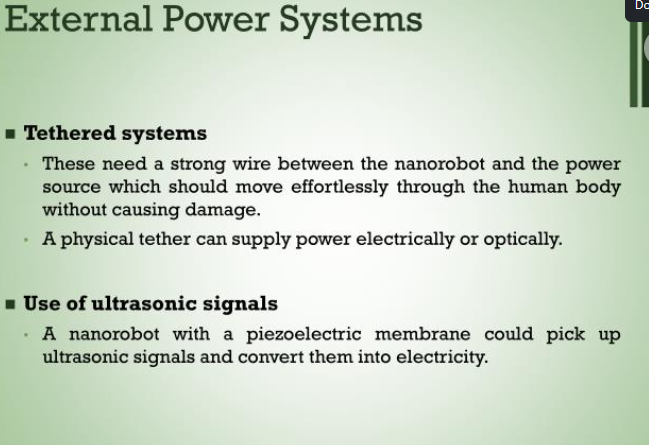 External Power Systems
Do
Tethered systems
These need a strong wire between the nanorobot and the power
source which should move effortlessly through the human body
without causing damage.
A physical tether can supply power electrically or optically.
Use of ultrasonic signals
A nanorobot with a piezoelectric membrane could pick up
ultrasonic signals and convert them into electricity.